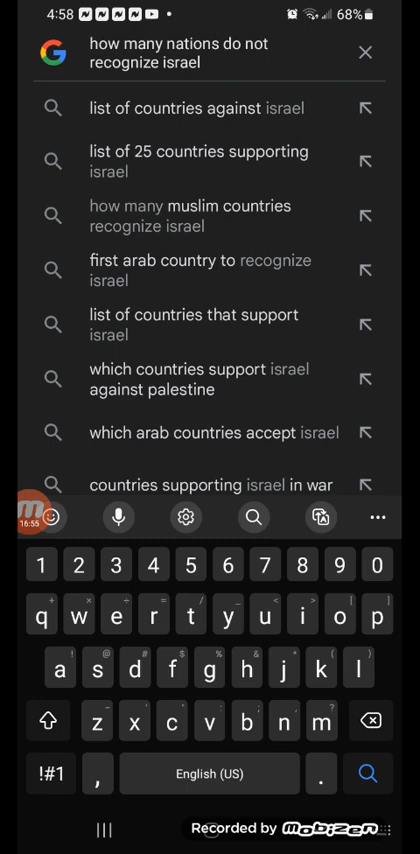 4:58 68%
how many nations do not
recognize israel
list of countries against israel
list of 25 countries supporting
israel
how many muslim countries
recognize israel
first arab country to recognize
israel
list of countries that support
israel
which countries support israel
against palestine
which arab countries accept israel
countries supporting israel in war
16:55
1 2 3 4 5 6 7 8 9 0
+ × ÷ = / _ < > [ ]
q w e r t y u i o p
! @ # $ % & - * ( )
a s d f g h j k l
- ' " : ; , ?
z x c v b n m
!#1 , English (US) .
Recorded by mobizen